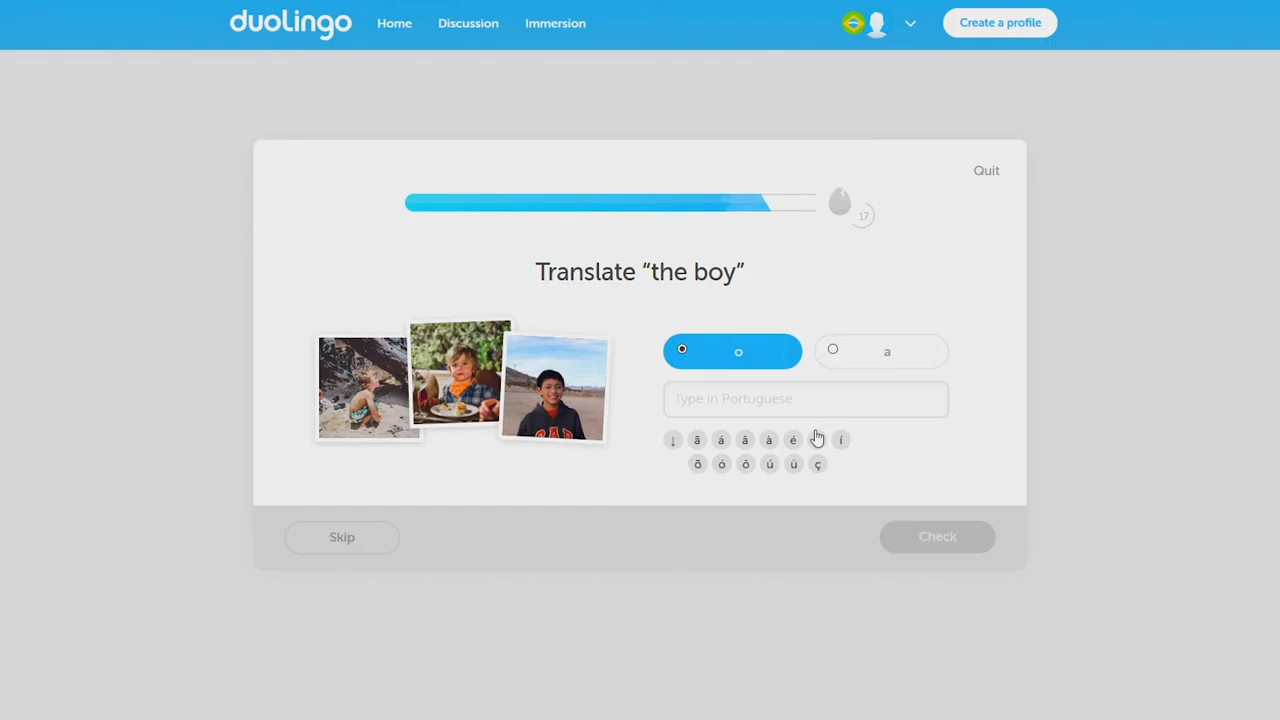 duolingo Home Discussion Immersion Create a profile
Quit
17
Translate “the boy”
o a
Type in Portuguese
↓ ã á â à é í
õ ó ô ú ü ç
GAP
Skip Check